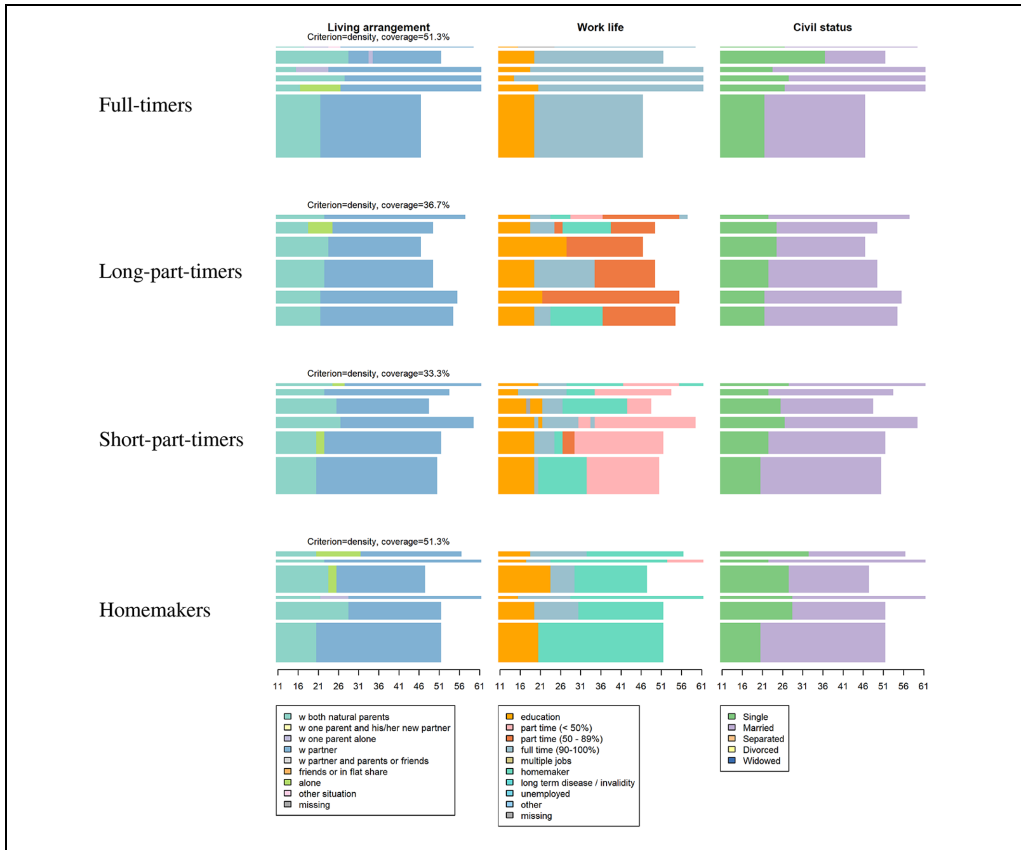 Living arrangement
Work life
Civil status
Criterion=density, coverage=51.3%
Full-timers
Criterion=density, coverage=36.7%
Long-part-timers
Criterion=density, coverage=33.3%
Short-part-timers
Criterion=density, coverage=51.3%
Homemakers
11 16 21 26 31 36 41 46 51 56 61
11 16 21 26 31 36 41 46 51 56 61
11 16 21 26 31 36 41 46 51 56 61
w both natural parents
w one parent and his/her new partner
w one parent alone
w partner
w partner and parents or friends
friends or in flat share
alone
other situation
missing
education
part time (< 50%)
part time (50 - 89%)
full time (90-100%)
multiple jobs
homemaker
long term disease / invalidity
unemployed
other
missing
Single
Married
Separated
Divorced
Widowed